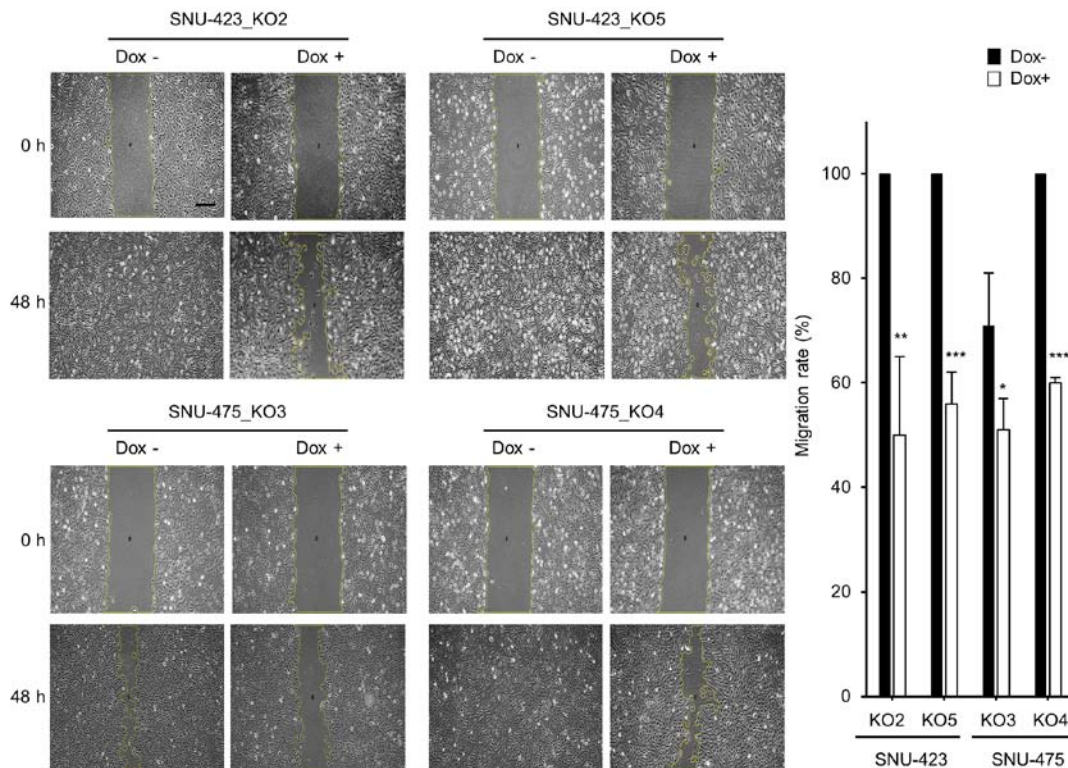 SNU-423_KO2
SNU-423_KO5
Dox -
Dox +
Dox -
Dox +
0 h
48 h
SNU-475_KO3
SNU-475_KO4
Dox -
Dox +
Dox -
Dox +
0 h
48 h
Dox-
Dox+
Migration rate (%)
100
80
60
40
20
0
**
***
*
***
KO2
KO5
KO3
KO4
SNU-423
SNU-475